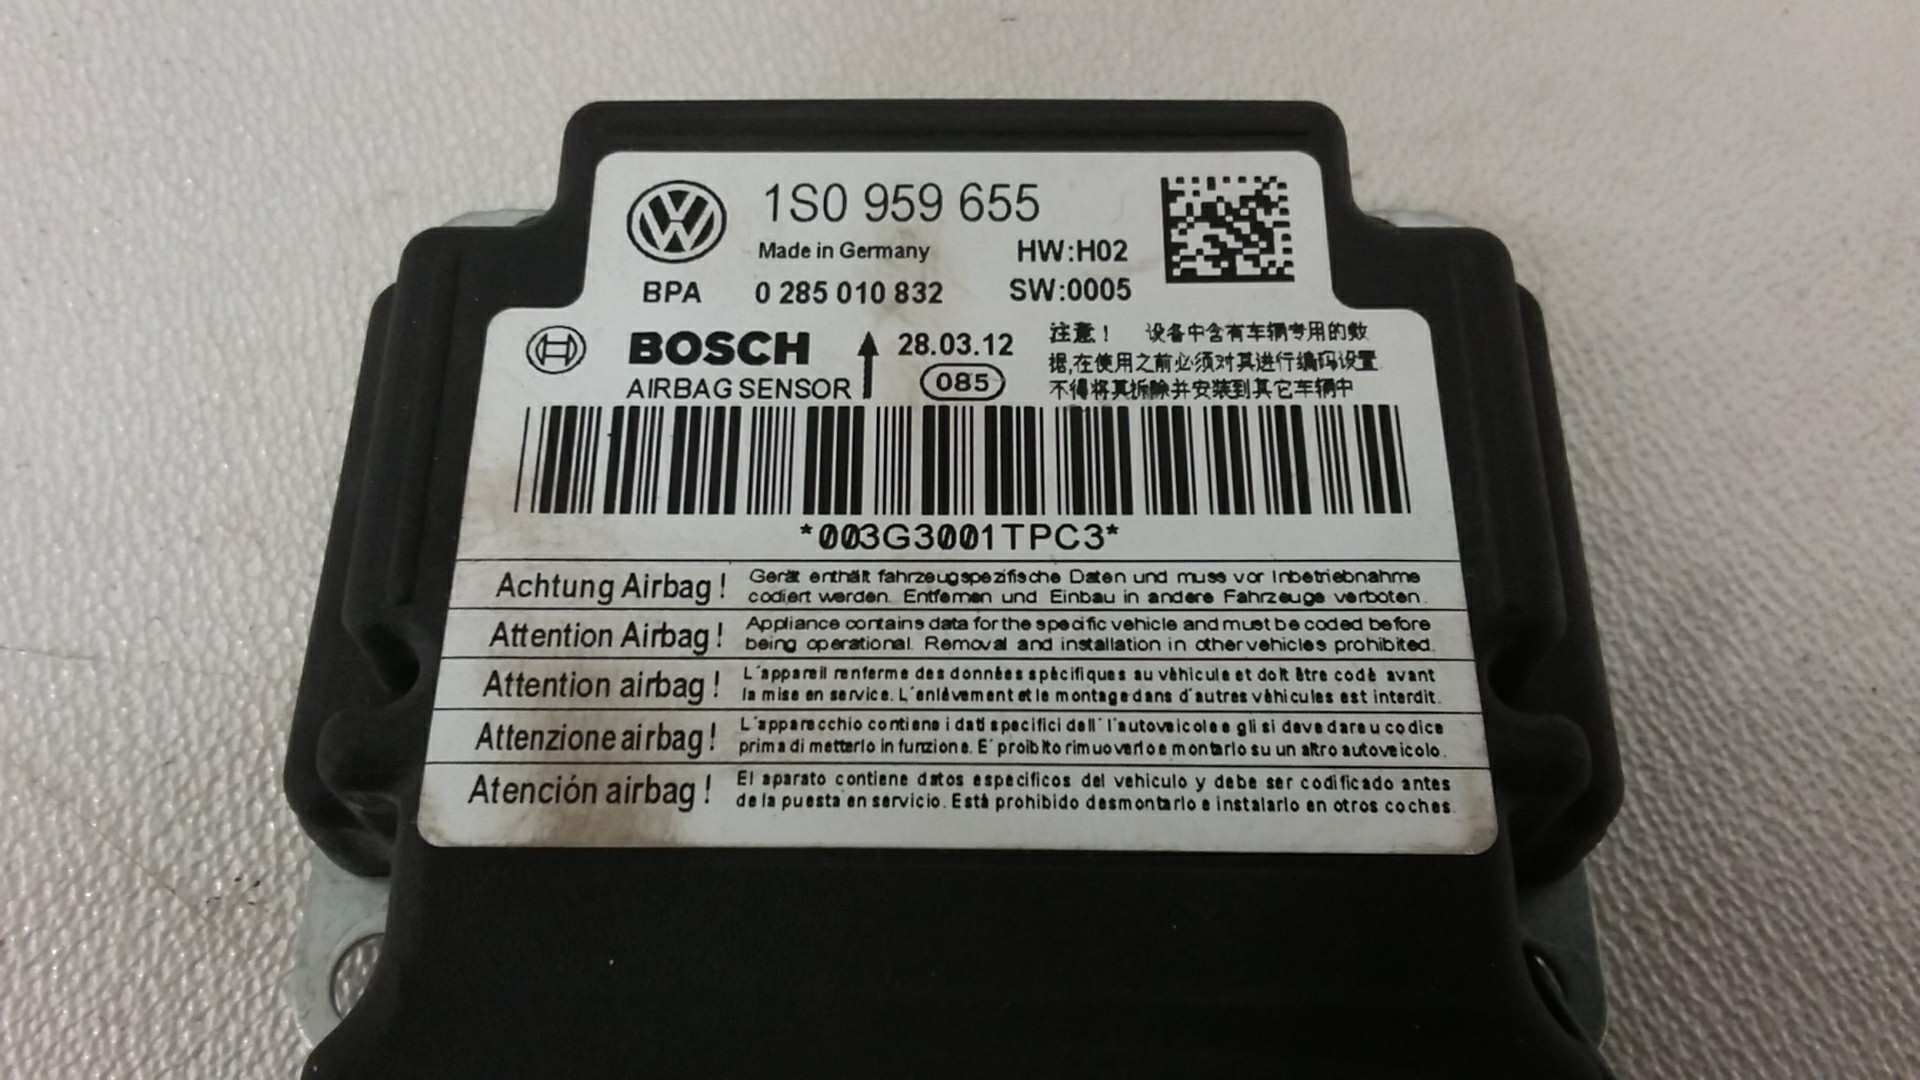 1S0 959 655
Made in Germany HW:H02
BPA 0 285 010 832 SW:0005
BOSCH 28.03.12
AIRBAG SENSOR 085
注意！ 设备中含有车辆专用的数
据,在使用之前必须对其进行编码设置
不得将其拆除并安装到其它车辆中
*003G3001TPC3*
Achtung Airbag! Gerät enthält fahrzeugspezifische Daten und muss vor Inbetriebnahme
codiert werden. Entfernen und Einbau in andere Fahrzeuge verboten.
Attention Airbag! Appliance contains data for the specific vehicle and must be coded before
being operational. Removal and installation in other vehicles prohibited.
Attention airbag! L´appareil renferme des données spécifiques au véhicule et doit être codé avant
la mise en service. L´enlèvement et le montage dans d´autres véhicules est interdit.
Attenzione airbag! L´apparacchio contiene i dati specifici dell´l´autoveicolo e gli si deve dare u codice
prima di metterlo in funzione. E´ proibito rimuoverlo e montarlo su un altro autoveicolo.
Atención airbag! El aparato contiene datos especificos del vehiculo y debe ser codificado antes
de la puesta en servicio. Está prohibido desmontarlo e instalarlo en otros coches.